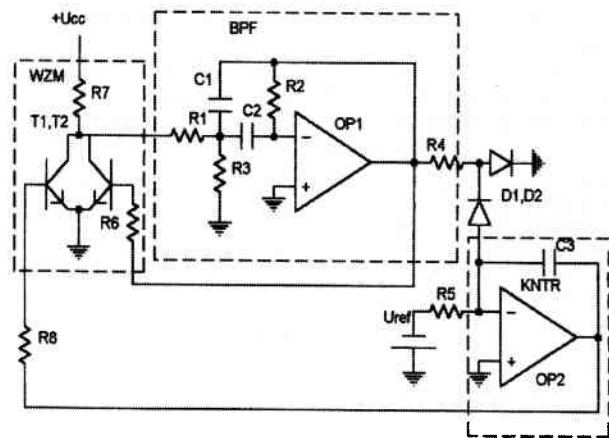 +Ucc
BPF
WZM
R7
C1
R2
T1,T2
R1
C2
OP1
R4
−
+
R3
R6
D1,D2
C3
KNTR
R5
Uref
−
+
OP2
R8